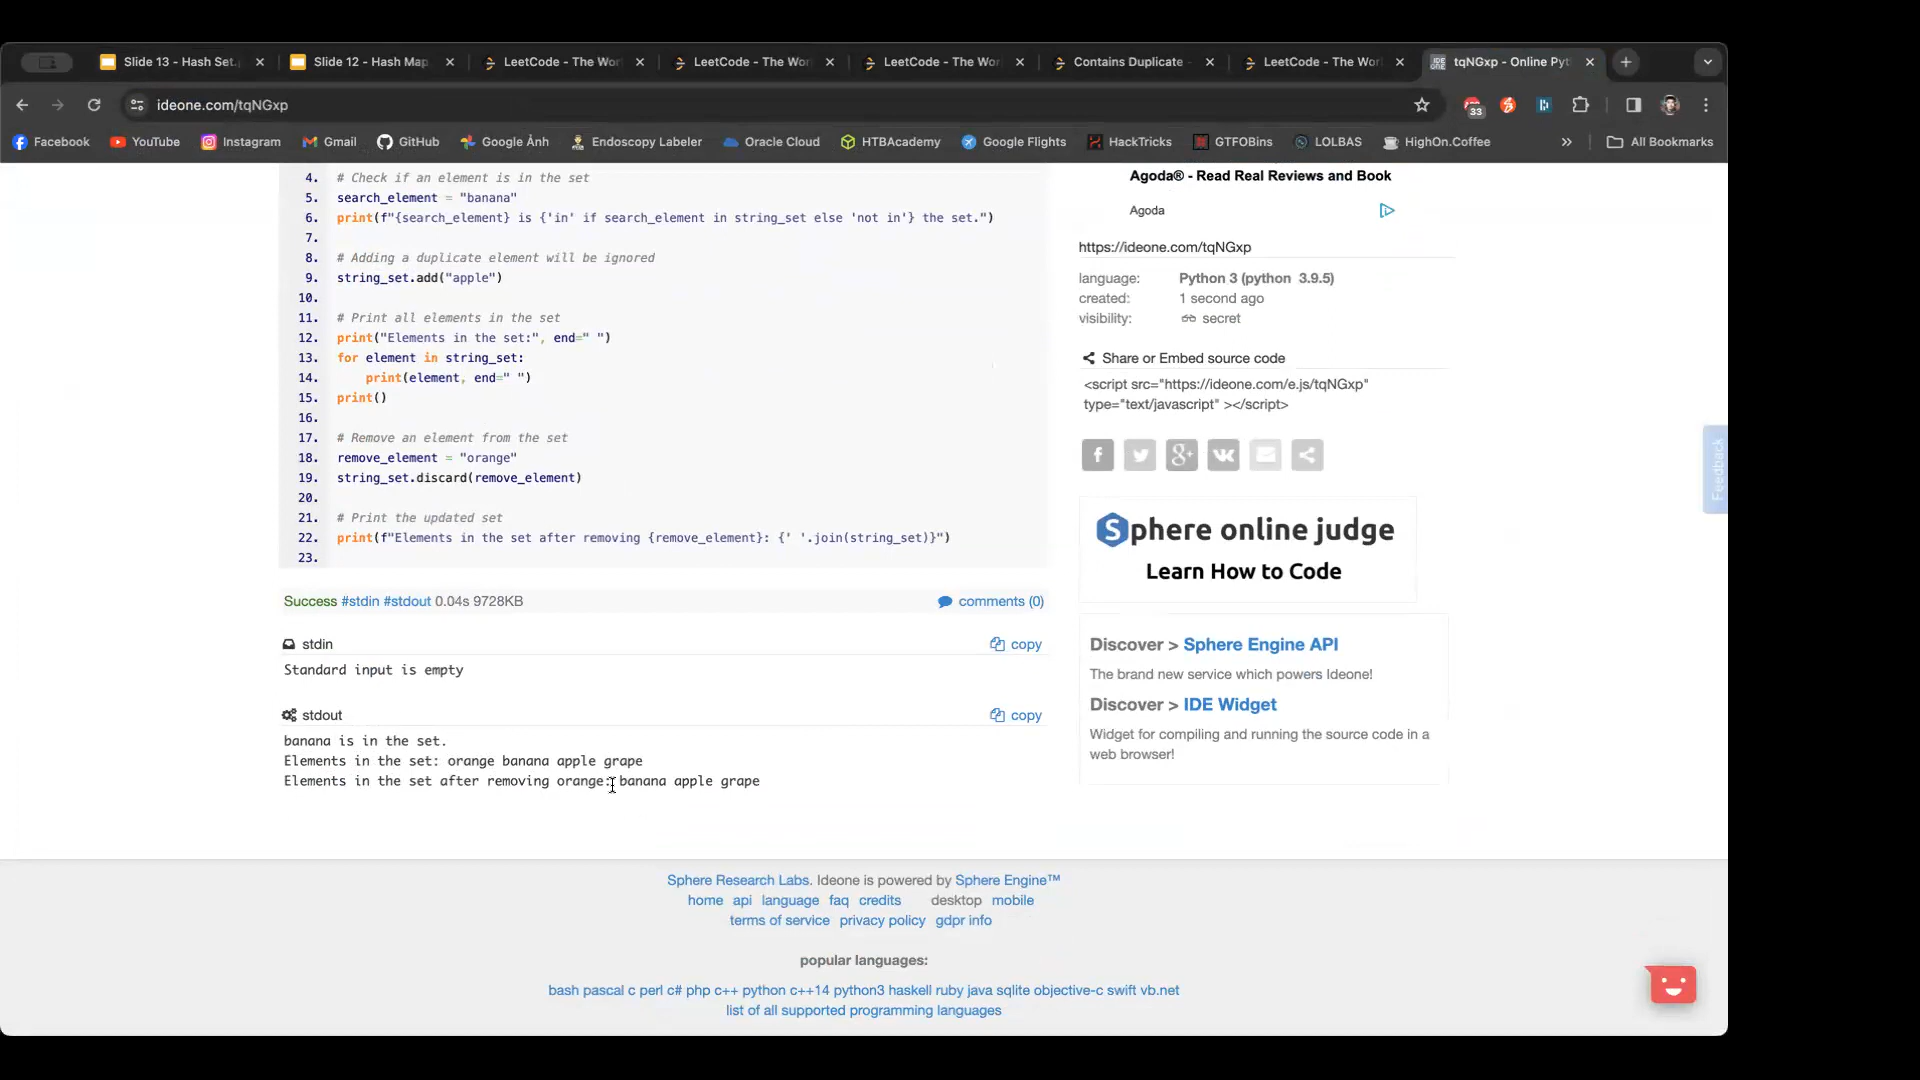 Slide 13 - Hash Set.
Slide 12 - Hash Map
LeetCode - The Wor
LeetCode - The Wor
LeetCode - The Wor
Contains Duplicate -
LeetCode - The Wor
tqNGxp - Online Pyt
ideone.com/tqNGxp
33
Facebook
YouTube
Instagram
Gmail
GitHub
Google Ảnh
Endoscopy Labeler
Oracle Cloud
HTBAcademy
Google Flights
HackTricks
GTFOBins
LOLBAS
HighOn.Coffee
All Bookmarks
4. # Check if an element is in the set
5. search_element = "banana"
6. print(f"{search_element} is {'in' if search_element in string_set else 'not in'} the set.")
7.
8. # Adding a duplicate element will be ignored
9. string_set.add("apple")
10.
11. # Print all elements in the set
12. print("Elements in the set:", end=" ")
13. for element in string_set:
14. print(element, end=" ")
15. print()
16.
17. # Remove an element from the set
18. remove_element = "orange"
19. string_set.discard(remove_element)
20.
21. # Print the updated set
22. print(f"Elements in the set after removing {remove_element}: {' '.join(string_set)}")
23.
Success #stdin #stdout 0.04s 9728KB
comments (0)
stdin
copy
Standard input is empty
stdout
copy
banana is in the set.
Elements in the set: orange banana apple grape
Elements in the set after removing orange: banana apple grape
Agoda® - Read Real Reviews and Book
Agoda
https://ideone.com/tqNGxp
language: Python 3 (python 3.9.5)
created: 1 second ago
visibility: secret
Share or Embed source code
<script src="https://ideone.com/e.js/tqNGxp"
type="text/javascript" ></script>
Sphere online judge
Learn How to Code
Discover > Sphere Engine API
The brand new service which powers Ideone!
Discover > IDE Widget
Widget for compiling and running the source code in a
web browser!
Feedback
Sphere Research Labs. Ideone is powered by Sphere Engine™
home api language faq credits desktop mobile
terms of service privacy policy gdpr info
popular languages:
bash pascal c perl c# php c++ python c++14 python3 haskell ruby java sqlite objective-c swift vb.net
list of all supported programming languages